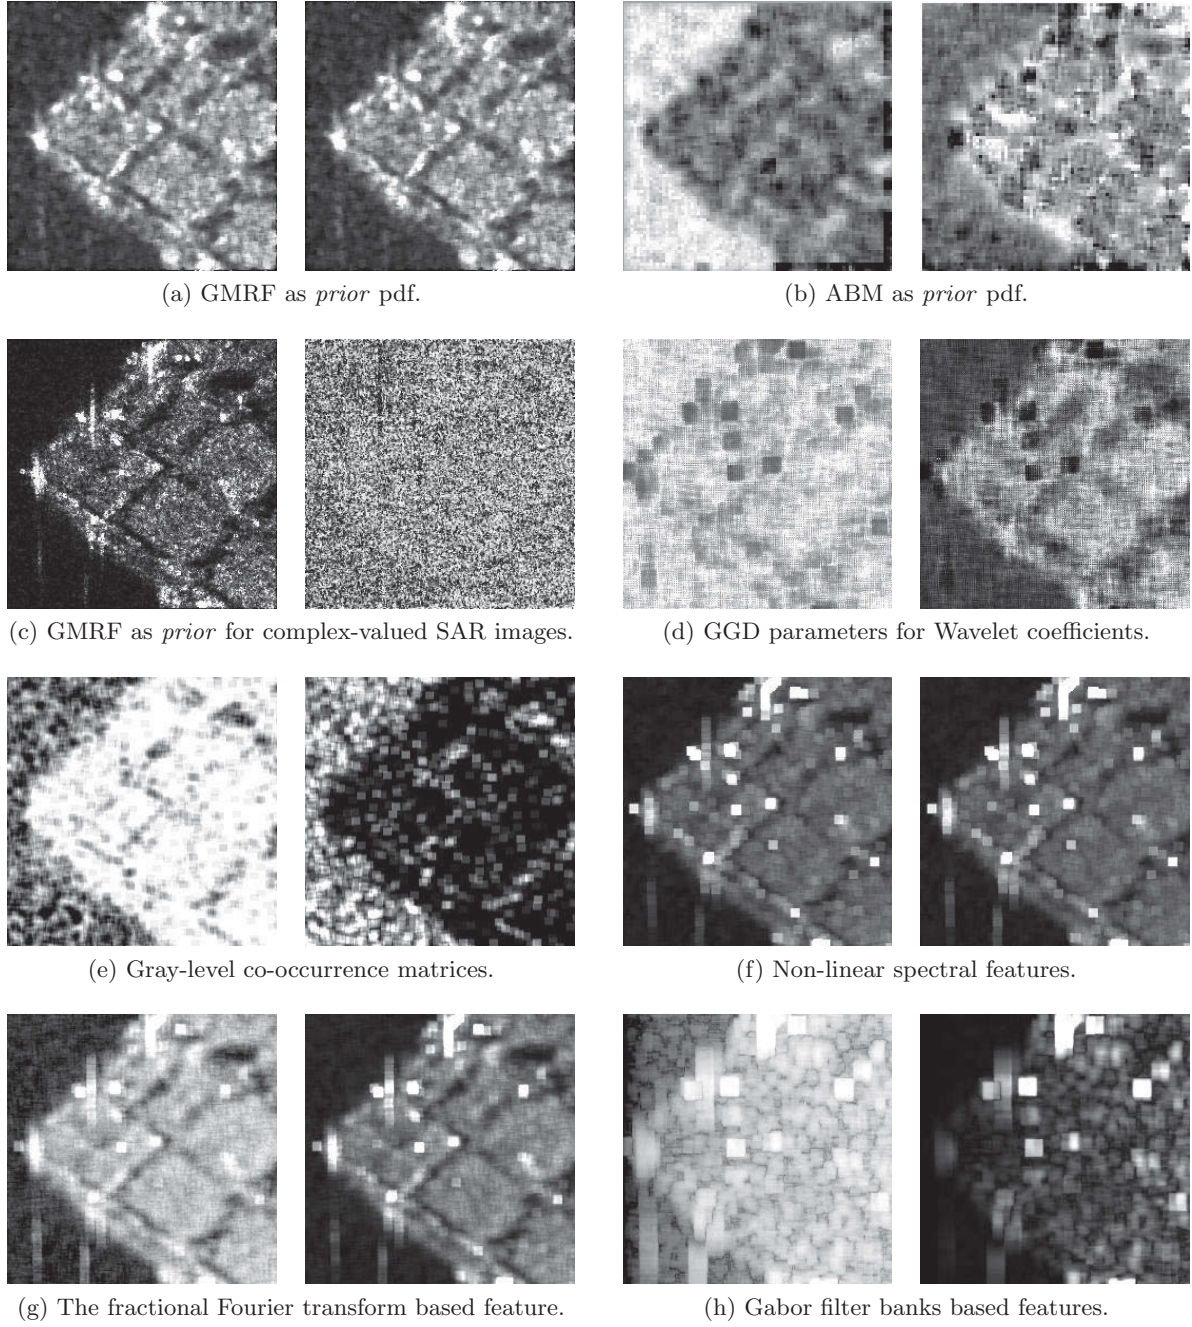 (a) GMRF as prior pdf.
(b) ABM as prior pdf.
(c) GMRF as prior for complex-valued SAR images.
(d) GGD parameters for Wavelet coefficients.
(e) Gray-level co-occurrence matrices.
(f) Non-linear spectral features.
(g) The fractional Fourier transform based feature.
(h) Gabor filter banks based features.